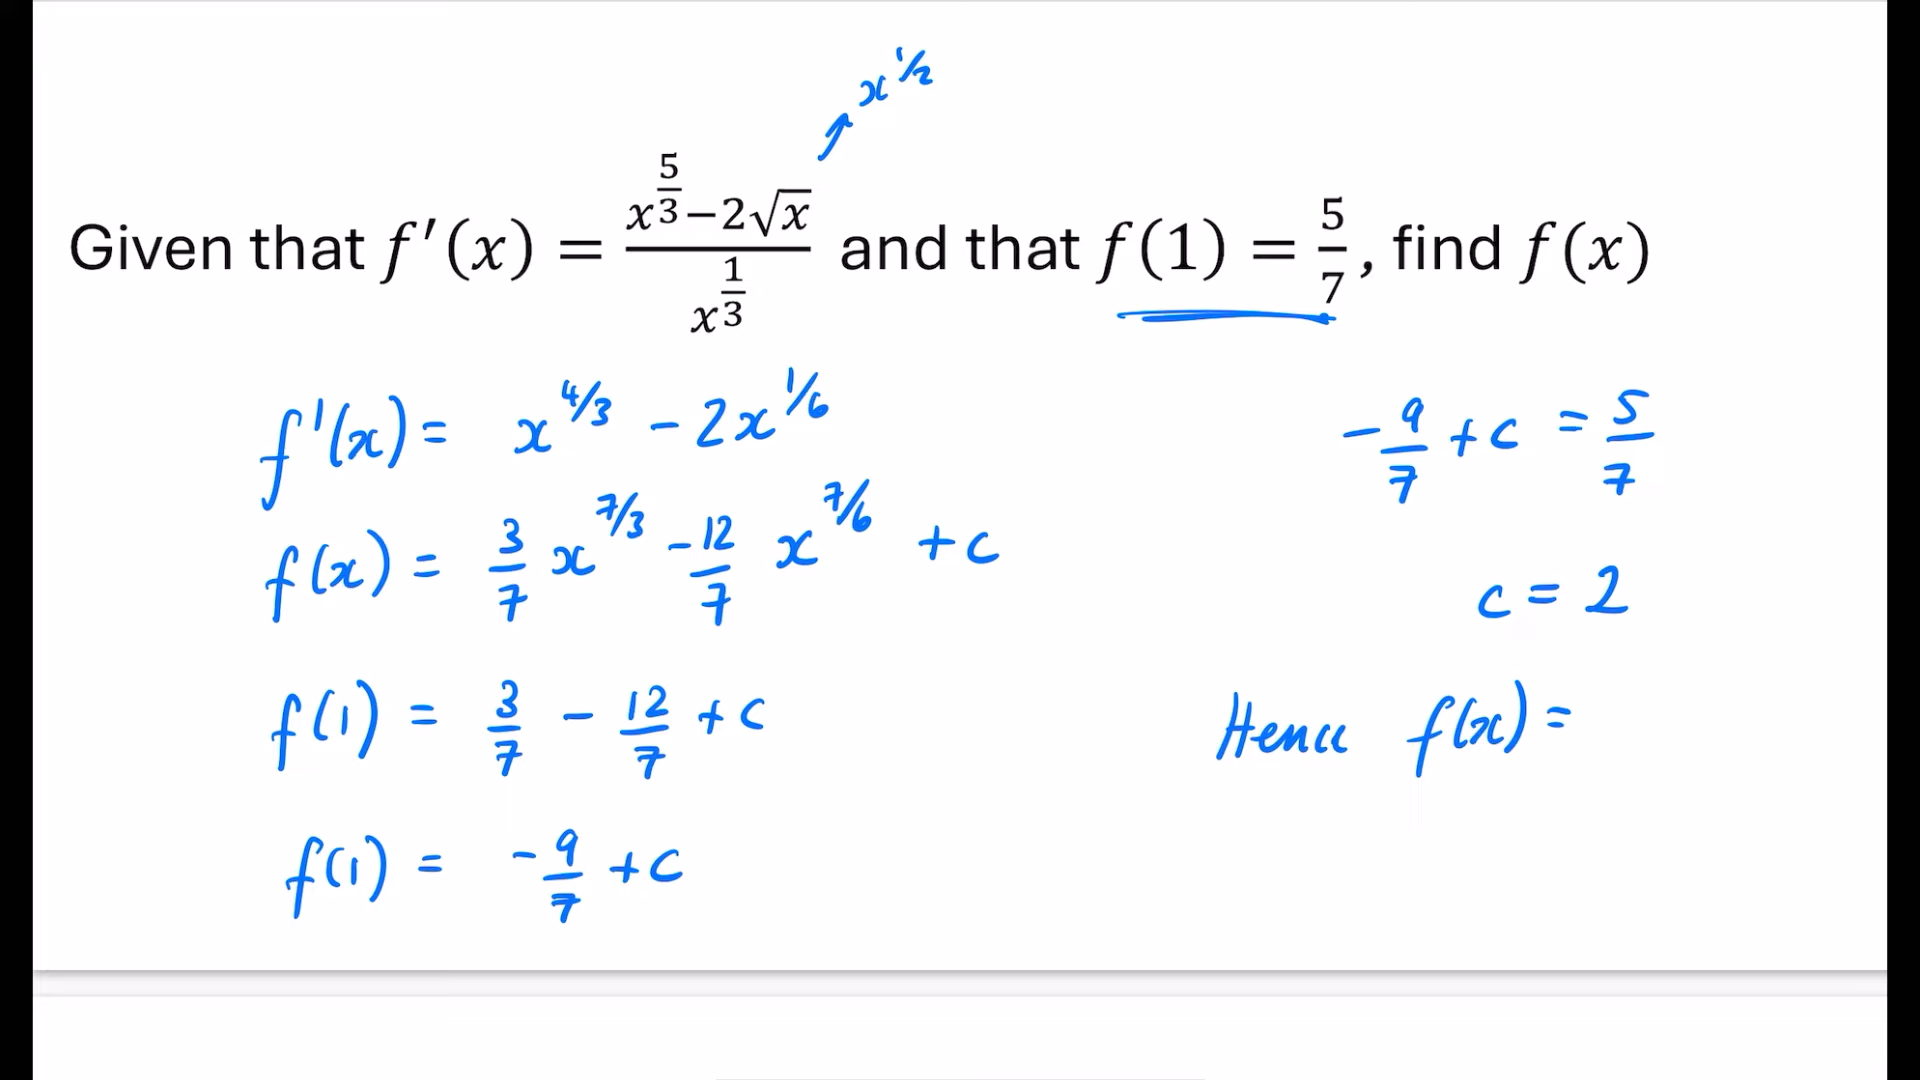 x^(1/2)
Given that f′(x) = (x^(5/3)−2√x)/(x^(1/3)) and that f(1) = 5/7, find f(x)
f'(x) = x^(4/3) − 2x^(1/6)
f(x) = 3/7 x^(7/3) − 12/7 x^(7/6) + c
f(1) = 3/7 − 12/7 + c
f(1) = −9/7 + c
−9/7 + c = 5/7
c = 2
Hence f(x) =